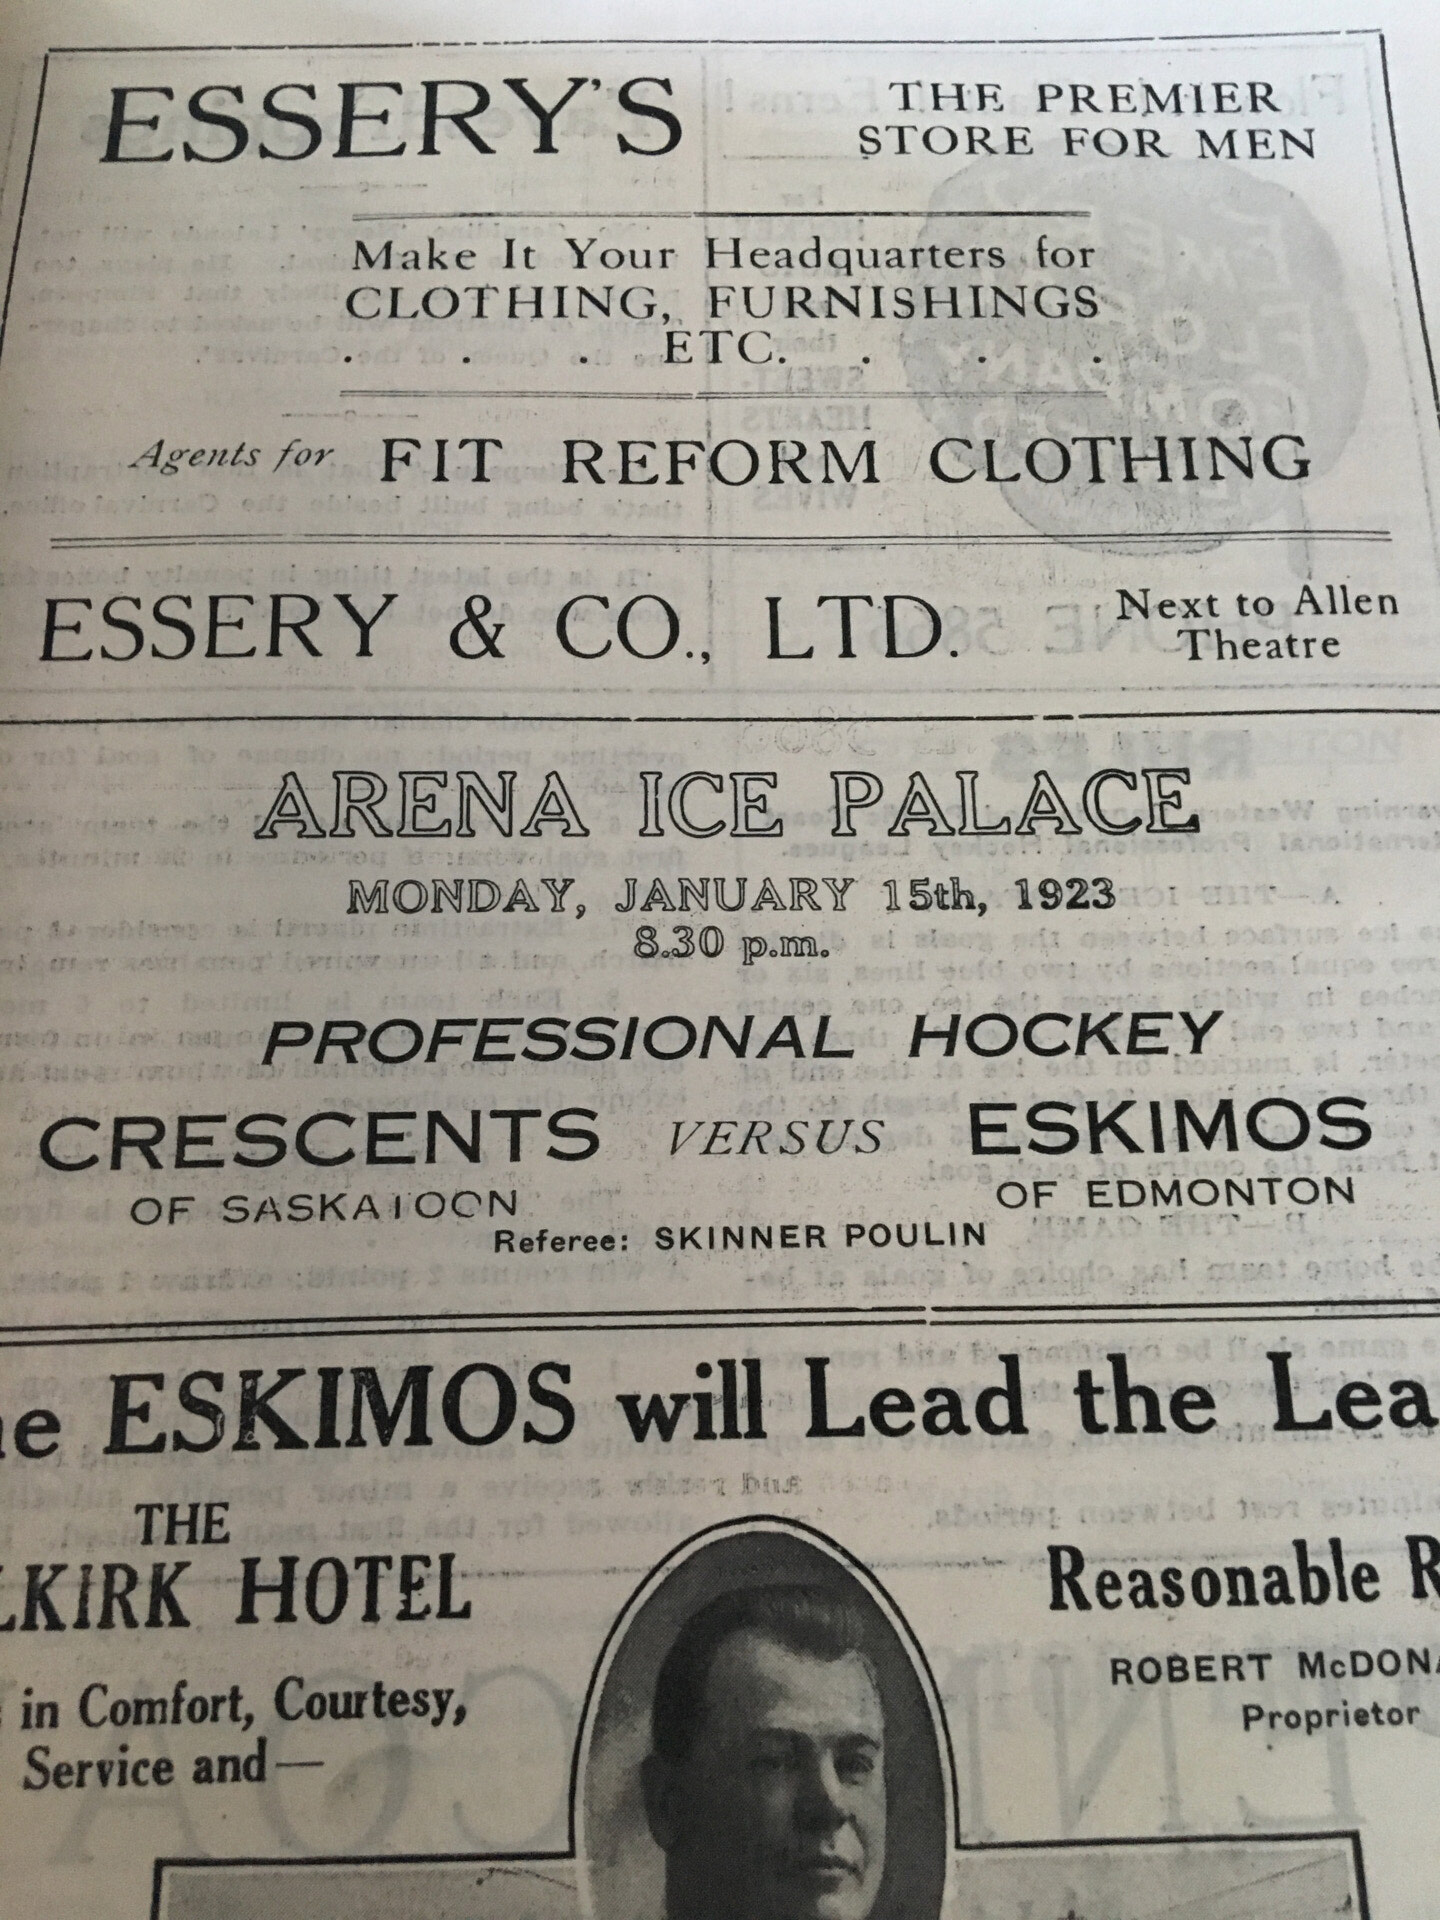 ESSERY'S
THE PREMIER
STORE FOR MEN
Make It Your Headquarters for
CLOTHING, FURNISHINGS
. . . ETC. . . .
Agents for FIT REFORM CLOTHING
ESSERY & CO., LTD.
Next to Allen
Theatre
ARENA ICE PALACE
MONDAY, JANUARY 15th, 1923
8.30 p.m.
PROFESSIONAL HOCKEY
CRESCENTS VERSUS ESKIMOS
OF SASKATOON
OF EDMONTON
Referee: SKINNER POULIN
ESKIMOS will Lead the
THE
HOTEL
in Comfort, Courtesy,
Service and—
Reasonable
ROBERT
Proprietor